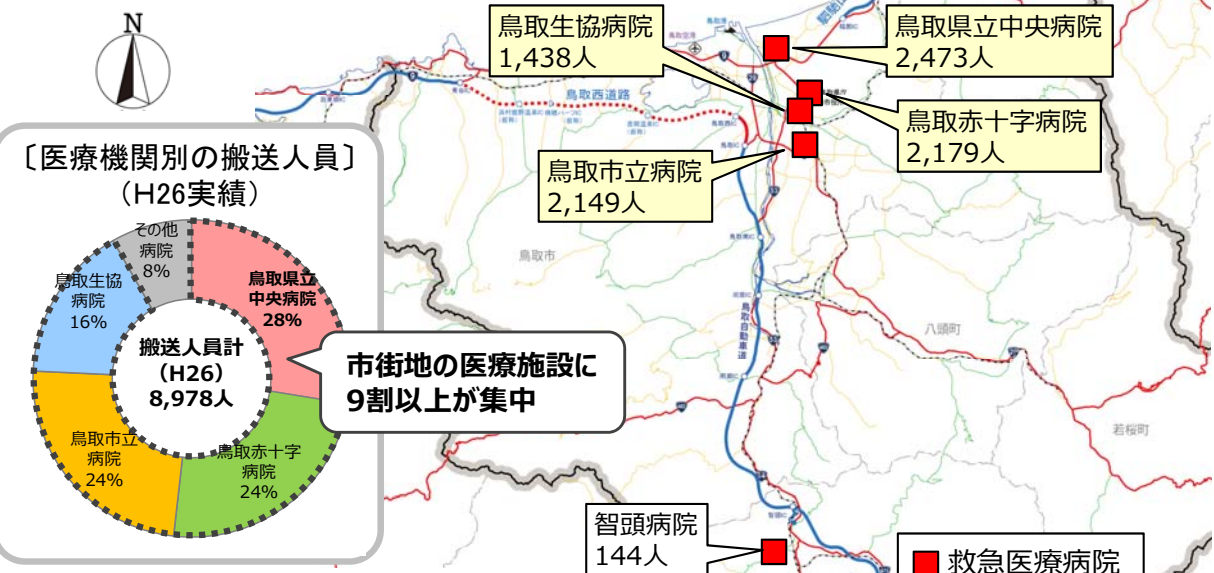 N
〔医療機関別の搬送人員〕
（H26実績）
その他
病院
8%
鳥取県立
中央病院
28%
鳥取生協
病院
16%
搬送人員計
（H26）
8,978人
鳥取市立
病院
24%
鳥取赤十字
病院
24%
市街地の医療施設に
9割以上が集中
鳥取生協病院
1,438人
鳥取県立中央病院
2,473人
鳥取赤十字病院
2,179人
鳥取市立病院
2,149人
智頭病院
144人
救急医療病院
鳥取西道路
鳥取自動車道
鳥取空港
鳥取市
八頭町
若桜町